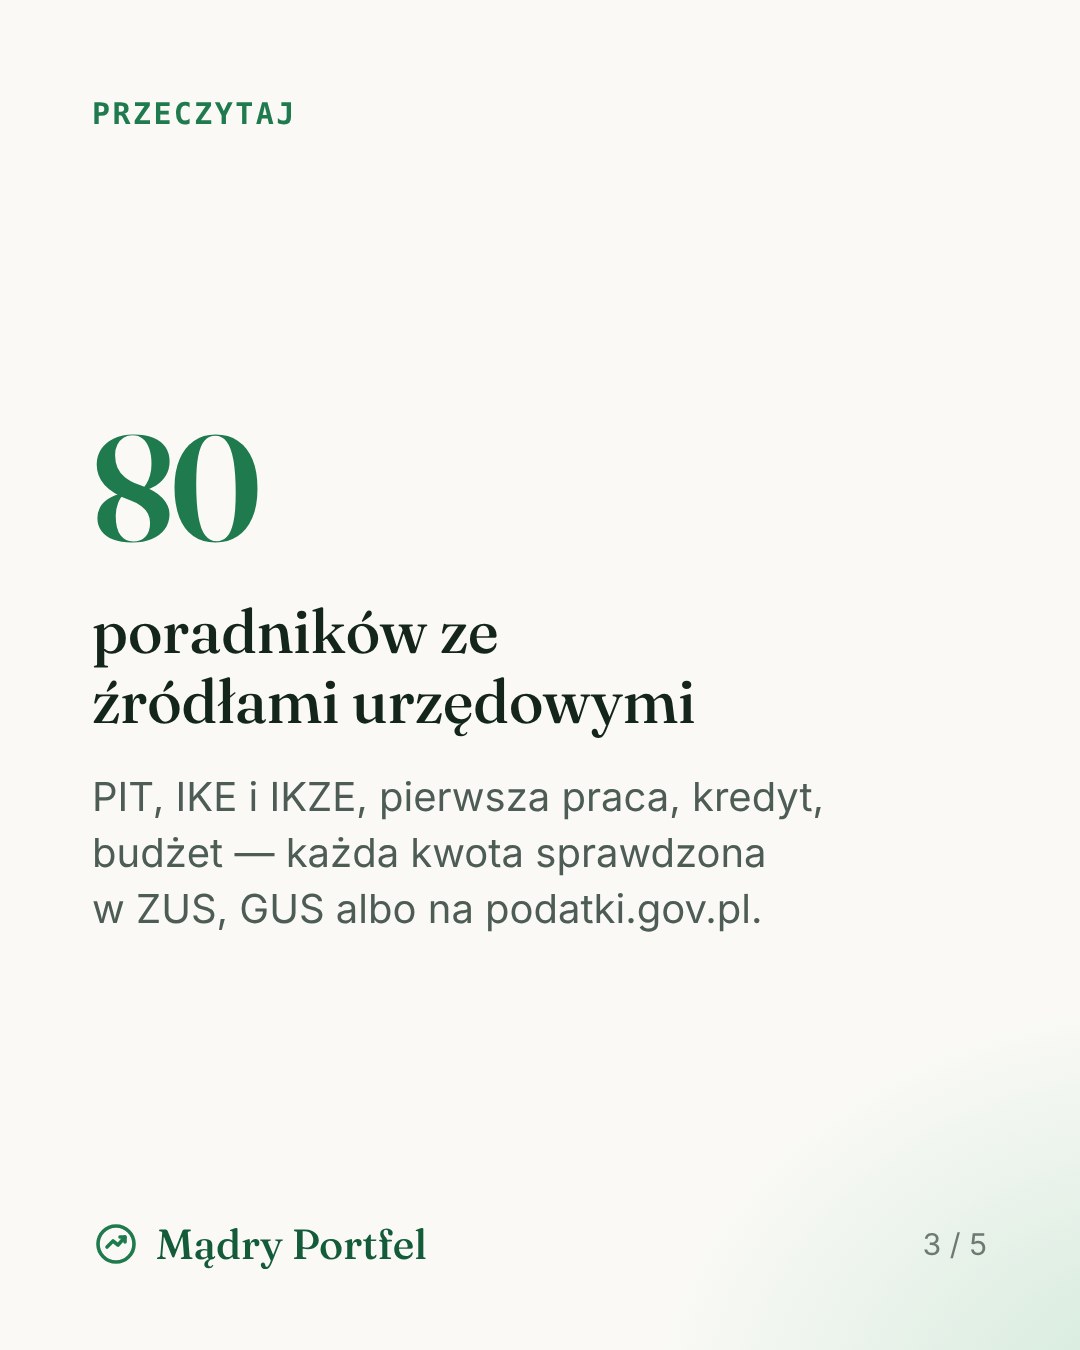 PRZECZYTAJ
80
poradników ze
źródłami urzędowymi
PIT, IKE i IKZE, pierwsza praca, kredyt,
budżet — każda kwota sprawdzona
w ZUS, GUS albo na podatki.gov.pl.
Mądry Portfel
3 / 5